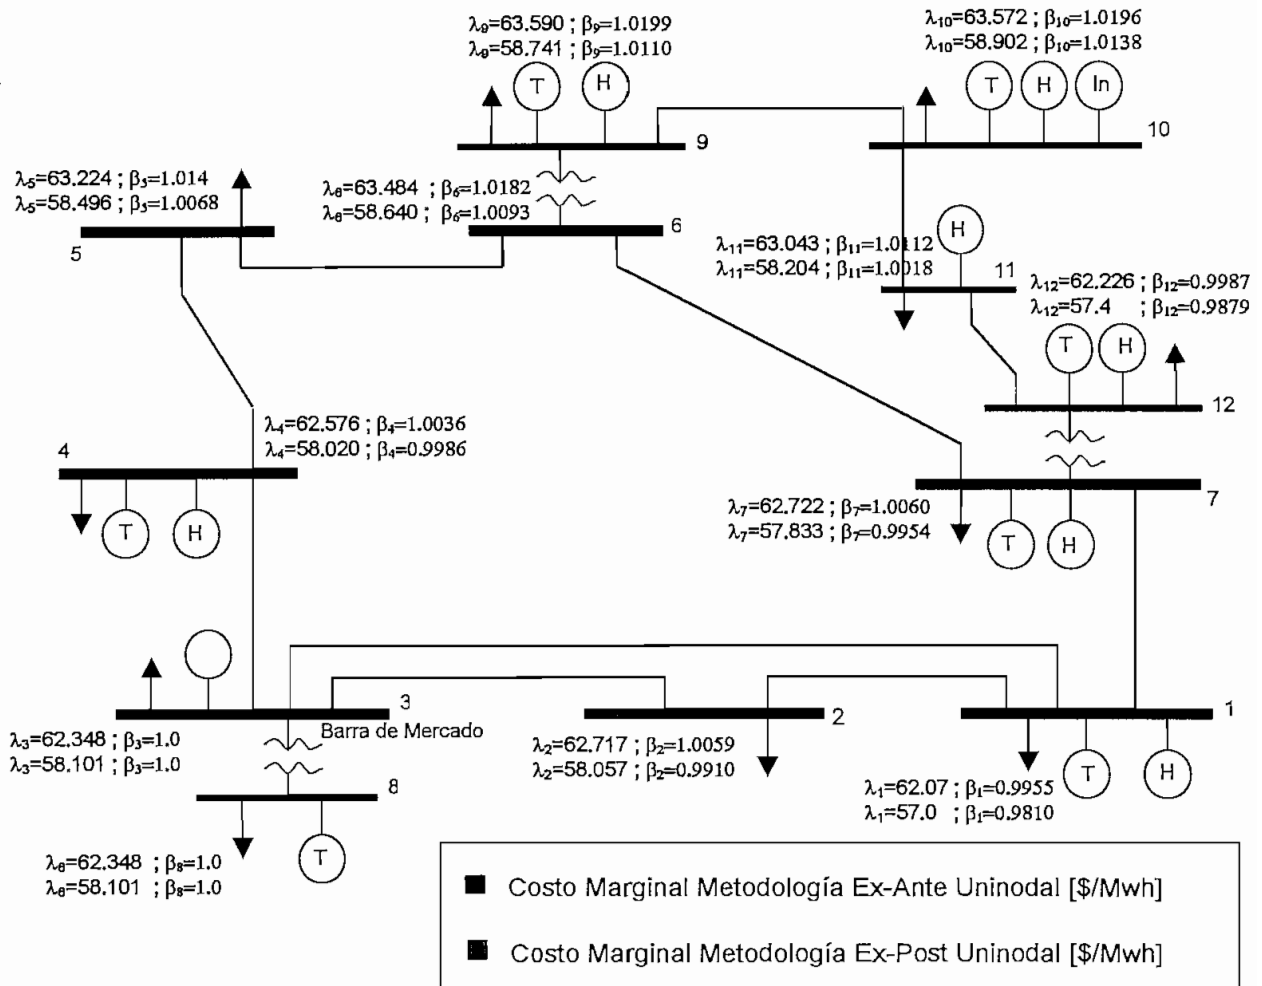 λ₉=63.590 ; β₉=1.0199
λ₉=58.741 ; β₉=1.0110
T H
9
λ₁₀=63.572 ; β₁₀=1.0196
λ₁₀=58.902 ; β₁₀=1.0138
T H In
10
λ₅=63.224 ; β₅=1.014
λ₅=58.496 ; β₅=1.0068
5
λ₆=63.484 ; β₆=1.0182
λ₆=58.640 ; β₆=1.0093
6
λ₁₁=63.043 ; β₁₁=1.0112
λ₁₁=58.204 ; β₁₁=1.0018
H
11
λ₁₂=62.226 ; β₁₂=0.9987
λ₁₂=57.4 ; β₁₂=0.9879
T H
12
λ₄=62.576 ; β₄=1.0036
λ₄=58.020 ; β₄=0.9986
4
T H
7
λ₇=62.722 ; β₇=1.0060
λ₇=57.833 ; β₇=0.9954
T H
3
Barra de Mercado
λ₃=62.348 ; β₃=1.0
λ₃=58.101 ; β₃=1.0
2
λ₂=62.717 ; β₂=1.0059
λ₂=58.057 ; β₂=0.9910
1
λ₁=62.07 ; β₁=0.9955
λ₁=57.0 ; β₁=0.9810
T H
8
T
λ₈=62.348 ; β₈=1.0
λ₈=58.101 ; β₈=1.0
Costo Marginal Metodología Ex-Ante Uninodal [$/Mwh]
Costo Marginal Metodología Ex-Post Uninodal [$/Mwh]